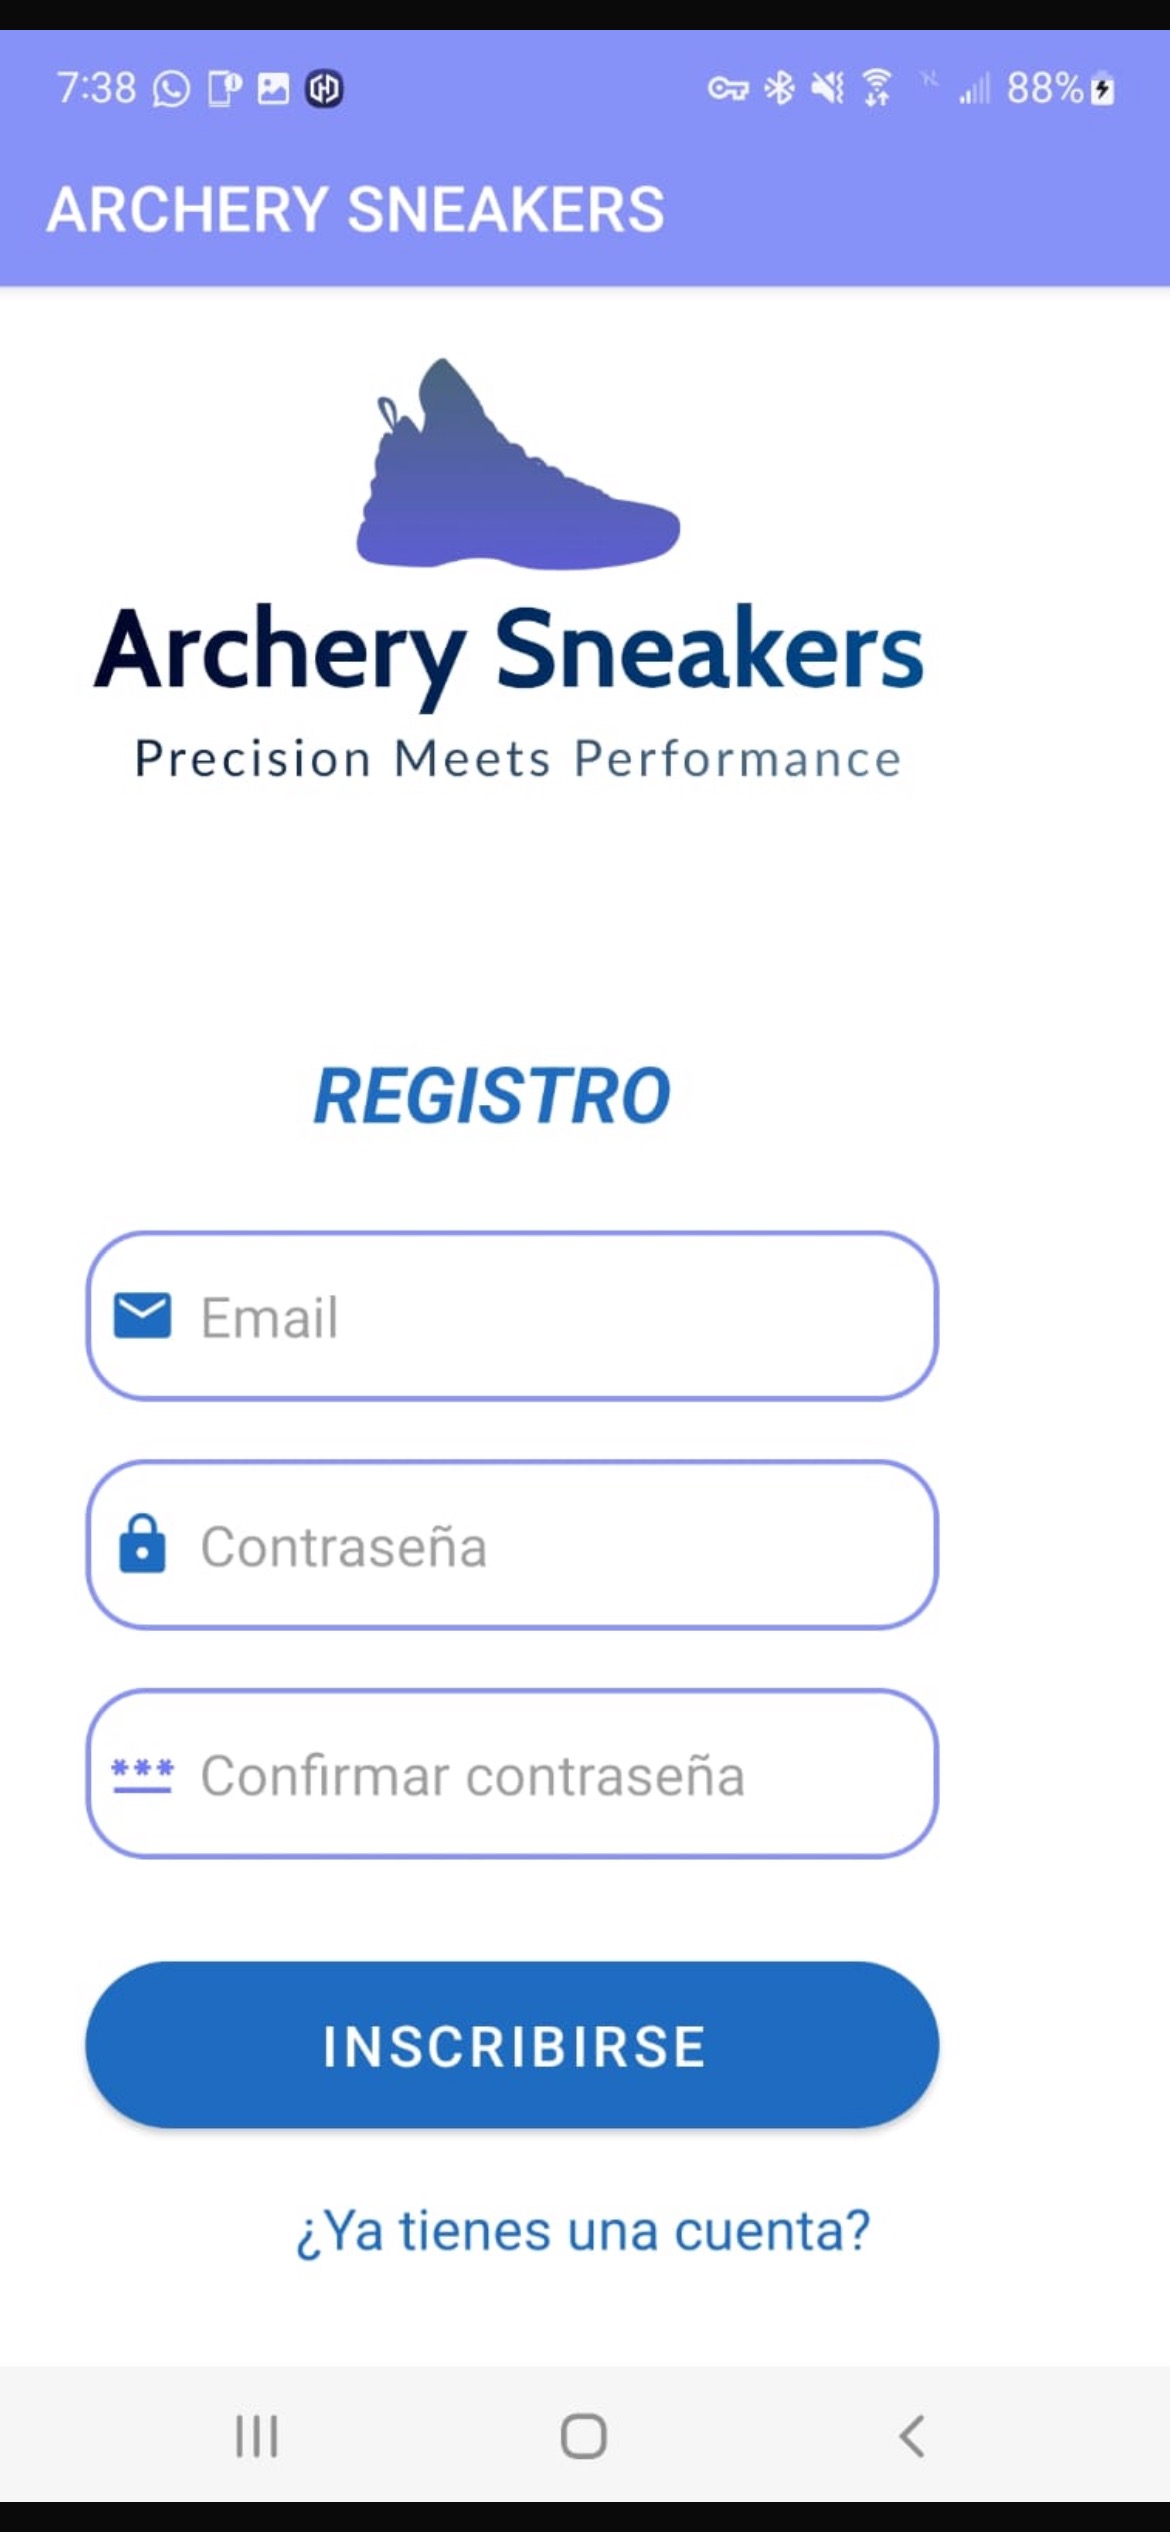 7:38 88%
ARCHERY SNEAKERS
Archery Sneakers
Precision Meets Performance
REGISTRO
Email
Contraseña
*** Confirmar contraseña
INSCRIBIRSE
¿Ya tienes una cuenta?